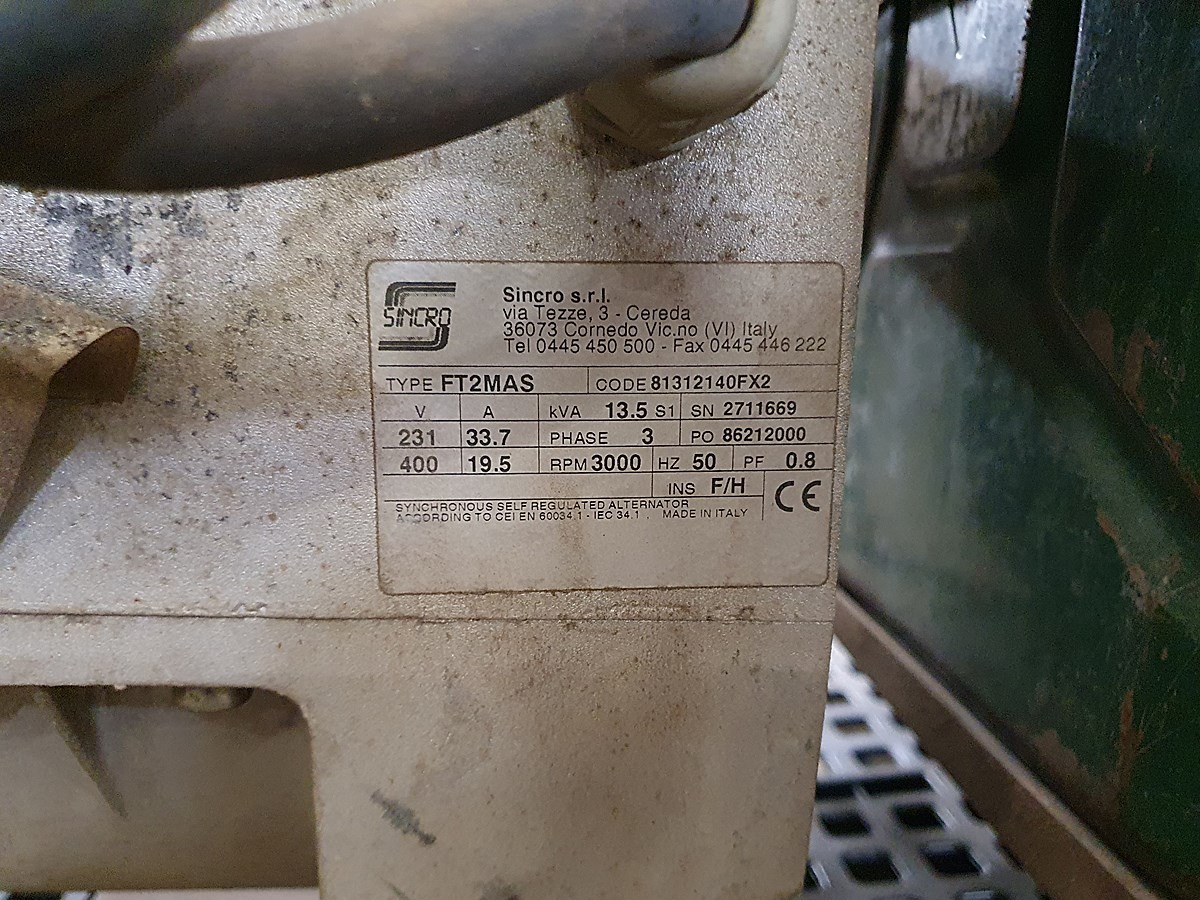 SINCRO
Sincro s.r.l.
via Tezze, 3 - Cereda
36073 Cornedo Vic.no (VI) Italy
Tel 0445 450 500 - Fax 0445 446 222
TYPE FT2MAS CODE 81312140FX2
V A kVA 13.5 S1 SN 2711669
231 33.7 PHASE 3 PO 86212000
400 19.5 RPM 3000 HZ 50 PF 0.8
INS F/H CE
SYNCHRONOUS SELF REGULATED ALTERNATOR
ACCORDING TO CEI EN 60034.1 - IEC 34.1 . MADE IN ITALY